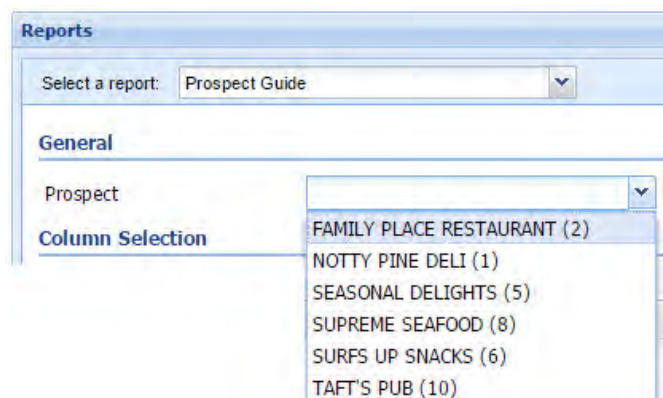 Reports
Select a report: Prospect Guide
General
Prospect
FAMILY PLACE RESTAURANT (2)
Column Selection
NOTTY PINE DELI (1)
SEASONAL DELIGHTS (5)
SUPREME SEAFOOD (8)
SURFS UP SNACKS (6)
TAFT'S PUB (10)